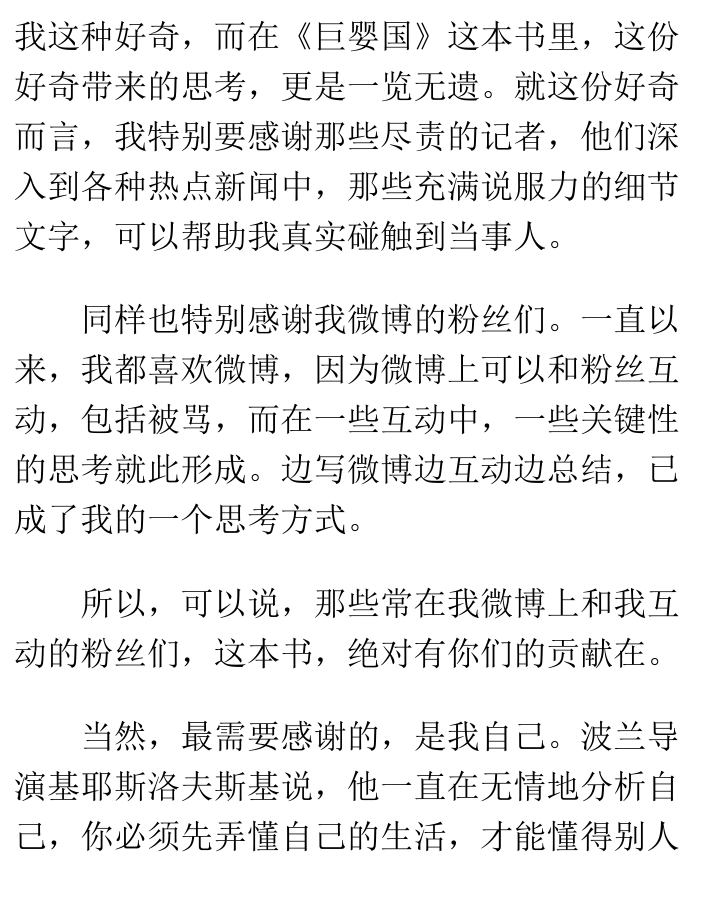 我这种好奇，而在《巨婴国》这本书里，这份
好奇带来的思考，更是一览无遗。就这份好奇
而言，我特别要感谢那些尽责的记者，他们深
入到各种热点新闻中，那些充满说服力的细节
文字，可以帮助我真实碰触到当事人。
同样也特别感谢我微博的粉丝们。一直以
来，我都喜欢微博，因为微博上可以和粉丝互
动，包括被骂，而在一些互动中，一些关键性
的思考就此形成。边写微博边互动边总结，已
成了我的一个思考方式。
所以，可以说，那些常在我微博上和我互
动的粉丝们，这本书，绝对有你们的贡献在。
当然，最需要感谢的，是我自己。波兰导
演基耶斯洛夫斯基说，他一直在无情地分析自
己，你必须先弄懂自己的生活，才能懂得别人